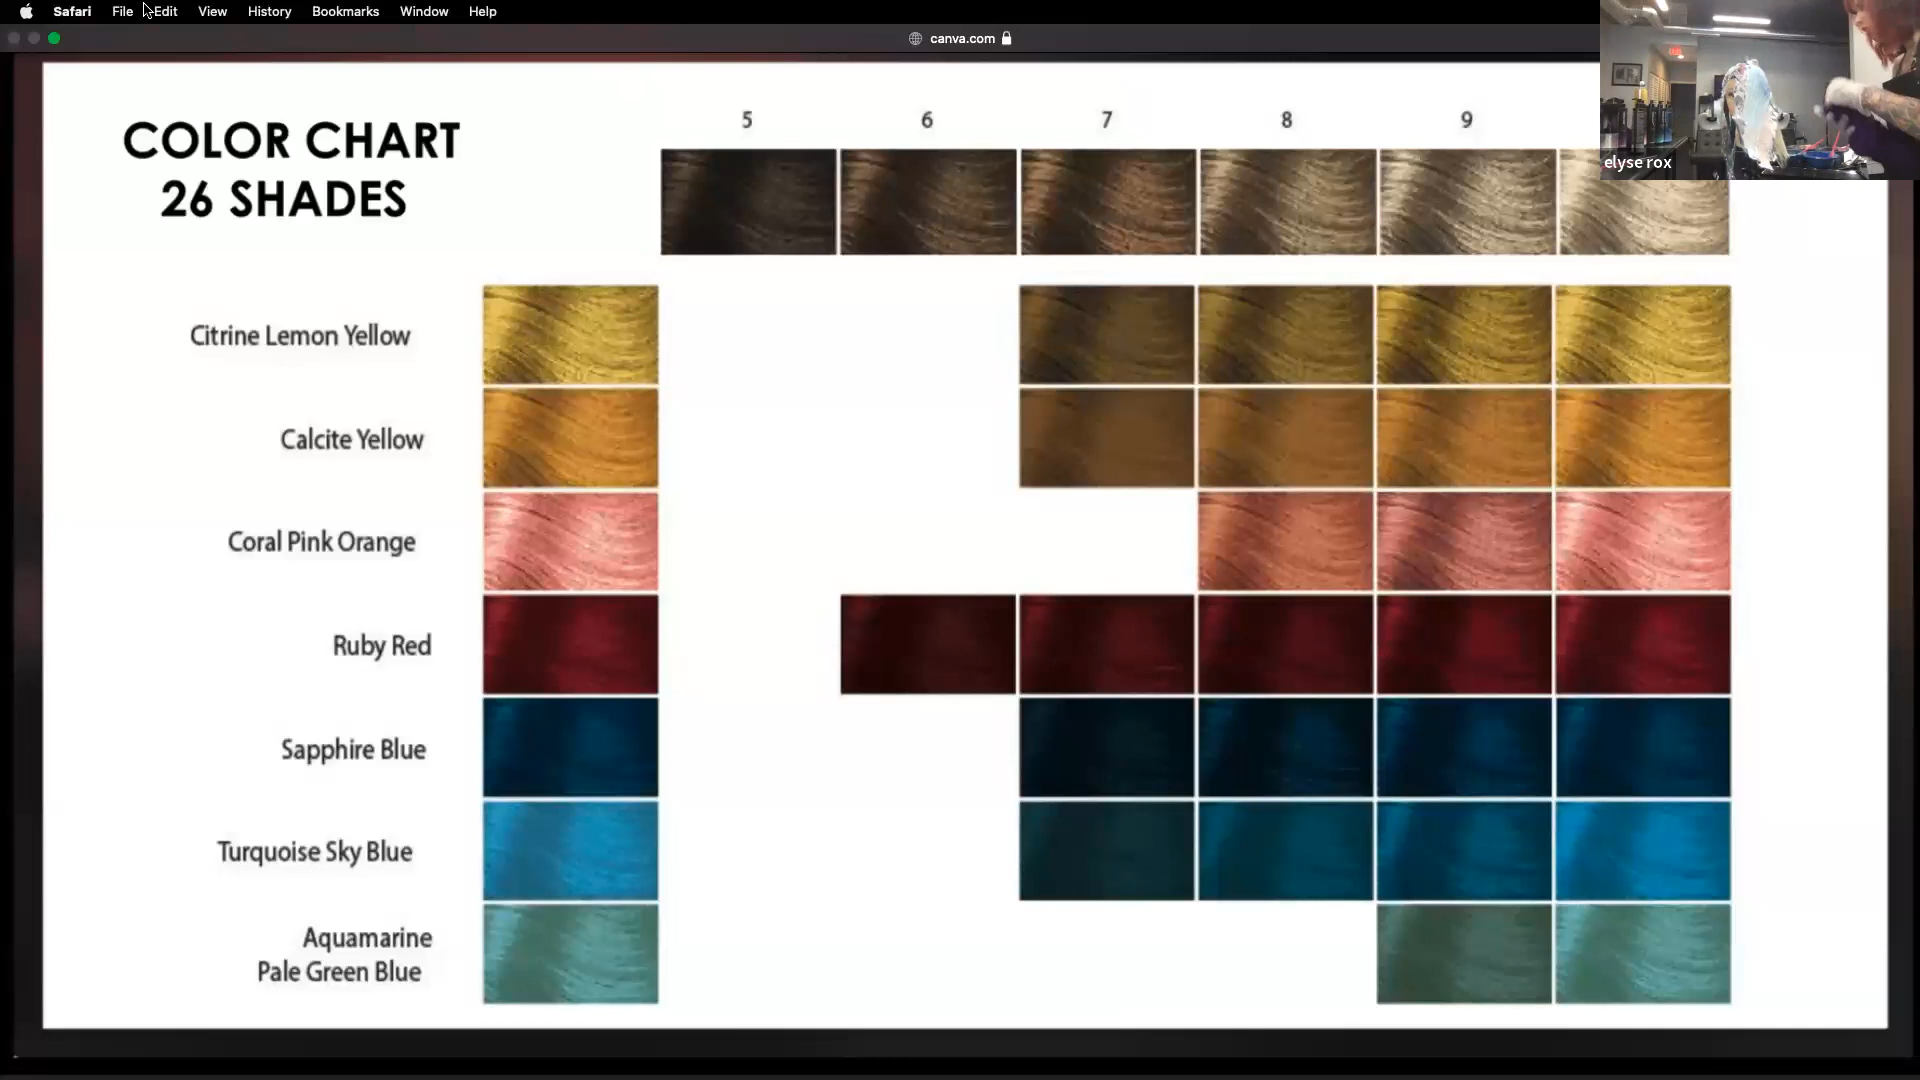 Safari File Edit View History Bookmarks Window Help
canva.com
elyse rox
COLOR CHART
26 SHADES
5 6 7 8 9
Citrine Lemon Yellow
Calcite Yellow
Coral Pink Orange
Ruby Red
Sapphire Blue
Turquoise Sky Blue
Aquamarine
Pale Green Blue